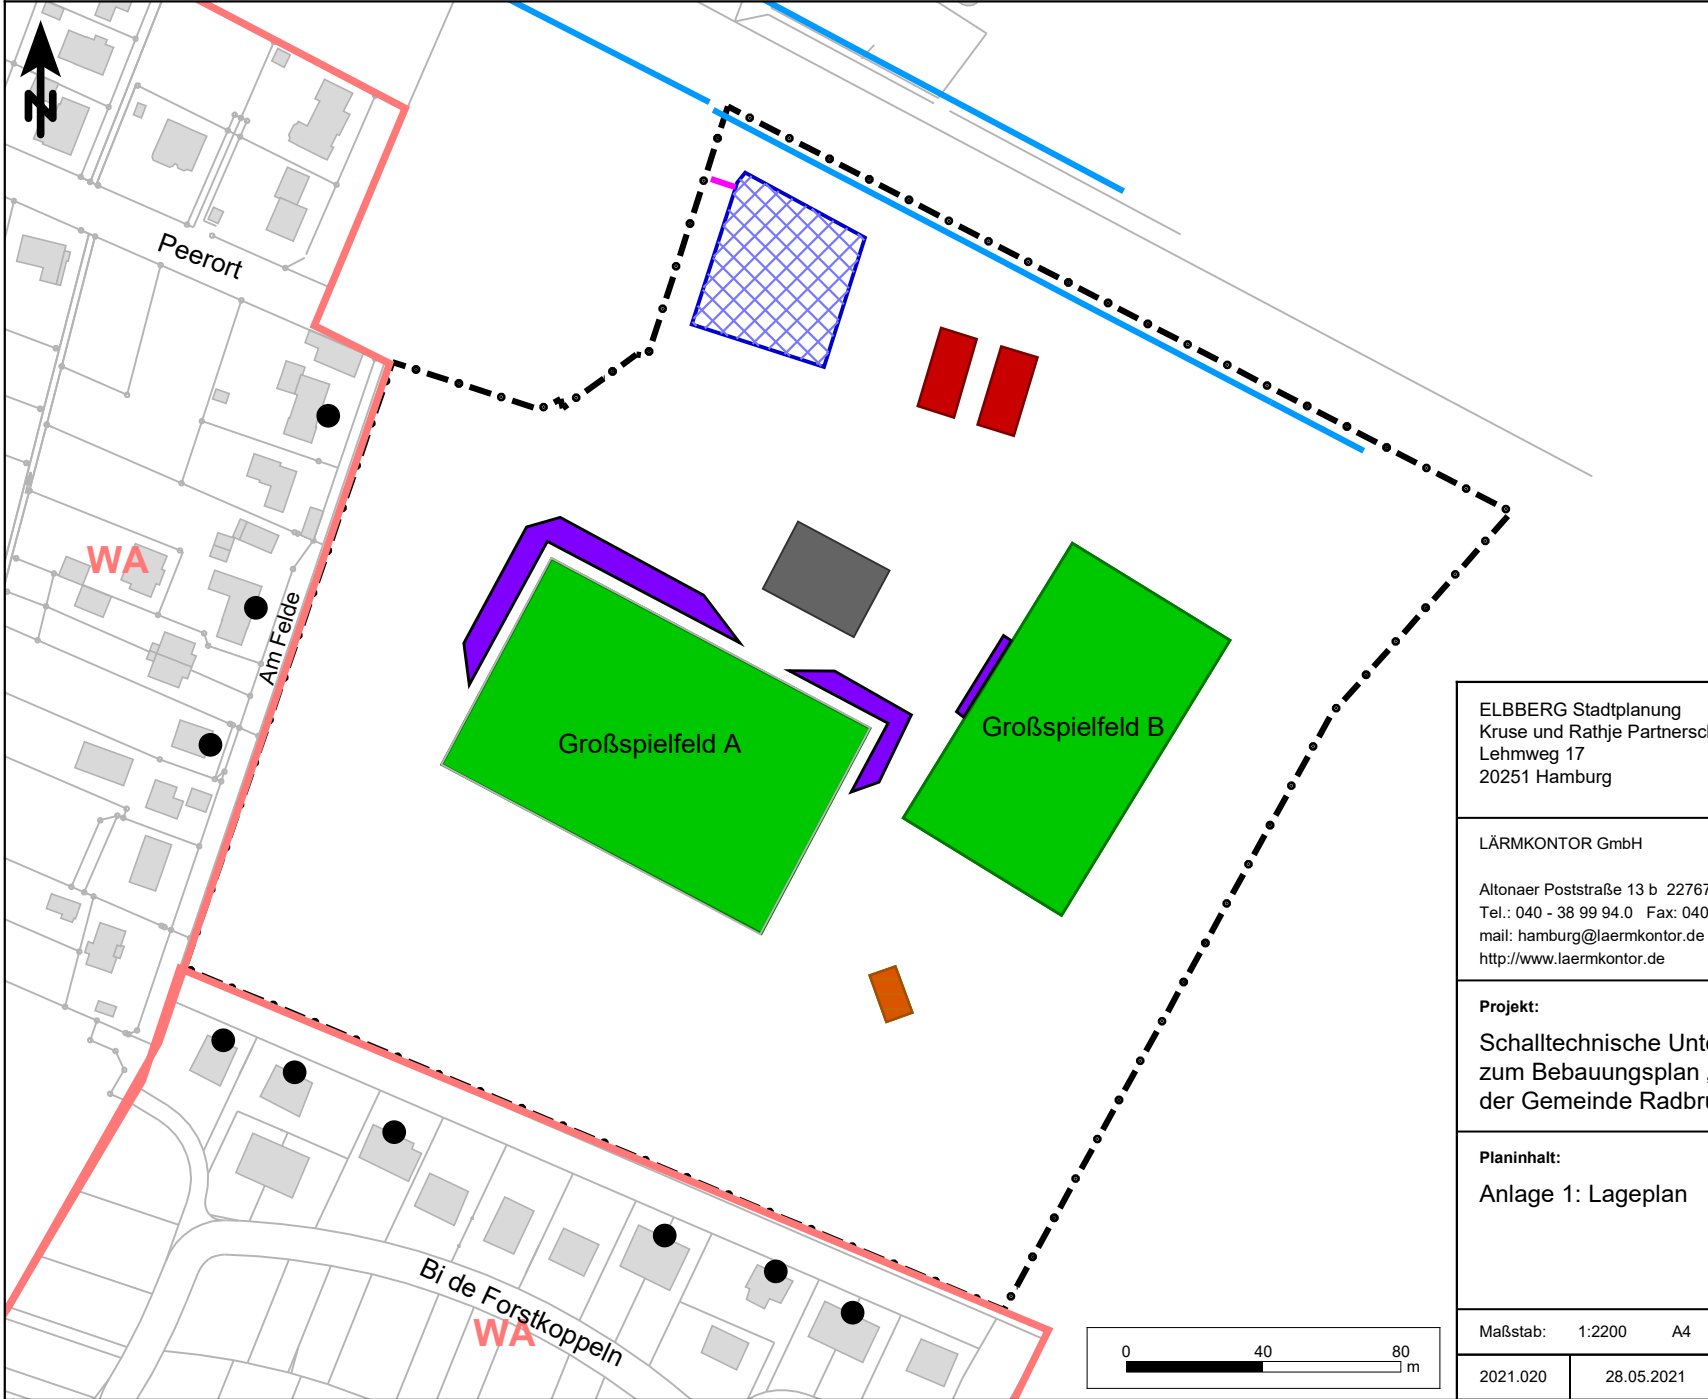 N
Peerort
WA
Am Felde
Großspielfeld A
Großspielfeld B
Bi de Forstkoppeln
WA
0 40 80
m
ELBBERG Stadtplanung
Kruse und Rathje
Lehmweg 17
20251 Hamburg
LÄRMKONTOR GmbH
Altonaer Poststraße 13 b 22767
Tel.: 040 - 38 99 94.0 Fax: 040
mail: hamburg@laermkontor.de
http://www.laermkontor.de
Projekt:
Schalltechnische
zum Bebauungsplan
der Gemeinde
Planinhalt:
Anlage 1: Lageplan
Maßstab: 1:2200 A4
2021.020 28.05.2021